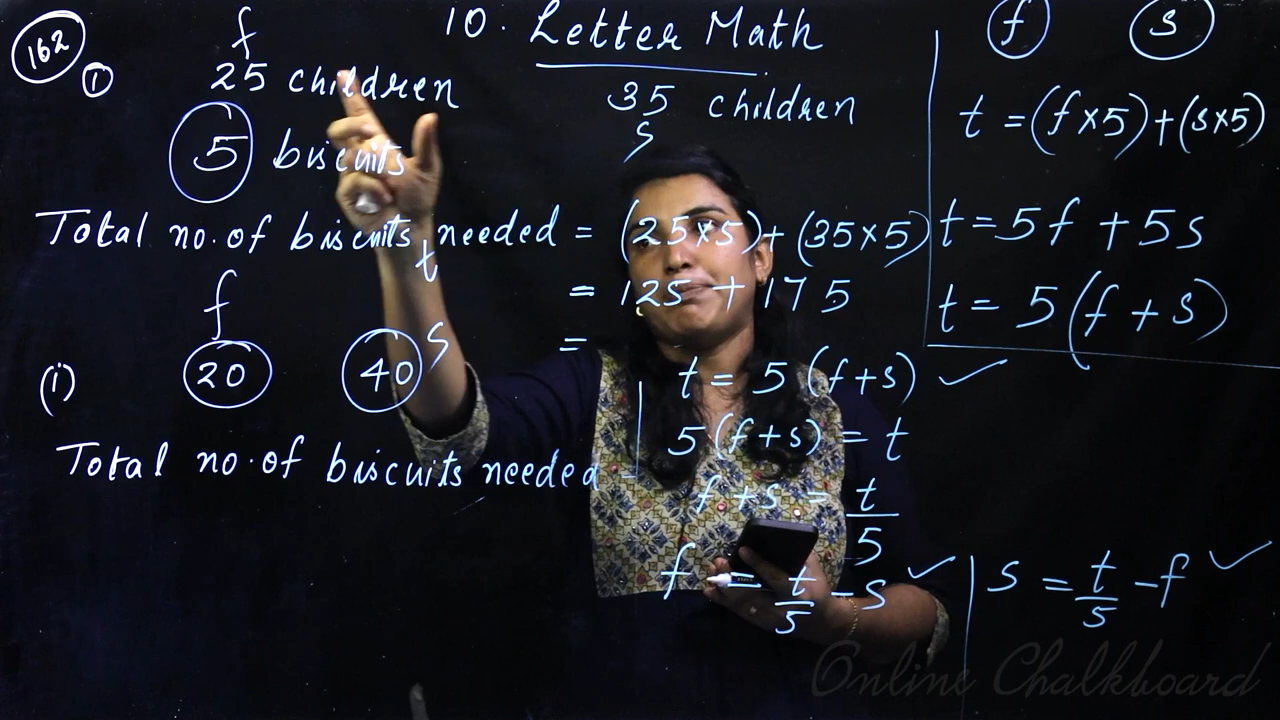 162
10. Letter Math
f s
① f
25 children
35 children
s
5 biscuits
Total no. of biscuits needed = (25×5)+(35×5)
t
= 125 + 175
=
t = (f×5)+(s×5)
t = 5f + 5s
t = 5(f + s)
f s
(i) 20 40
Total no. of biscuits needed =
t = 5 (f+s) ✓
5 (f+s) = t
f+s = t/5
f = t/5 - s ✓
s = t/5 - f ✓
Online Chalkboard